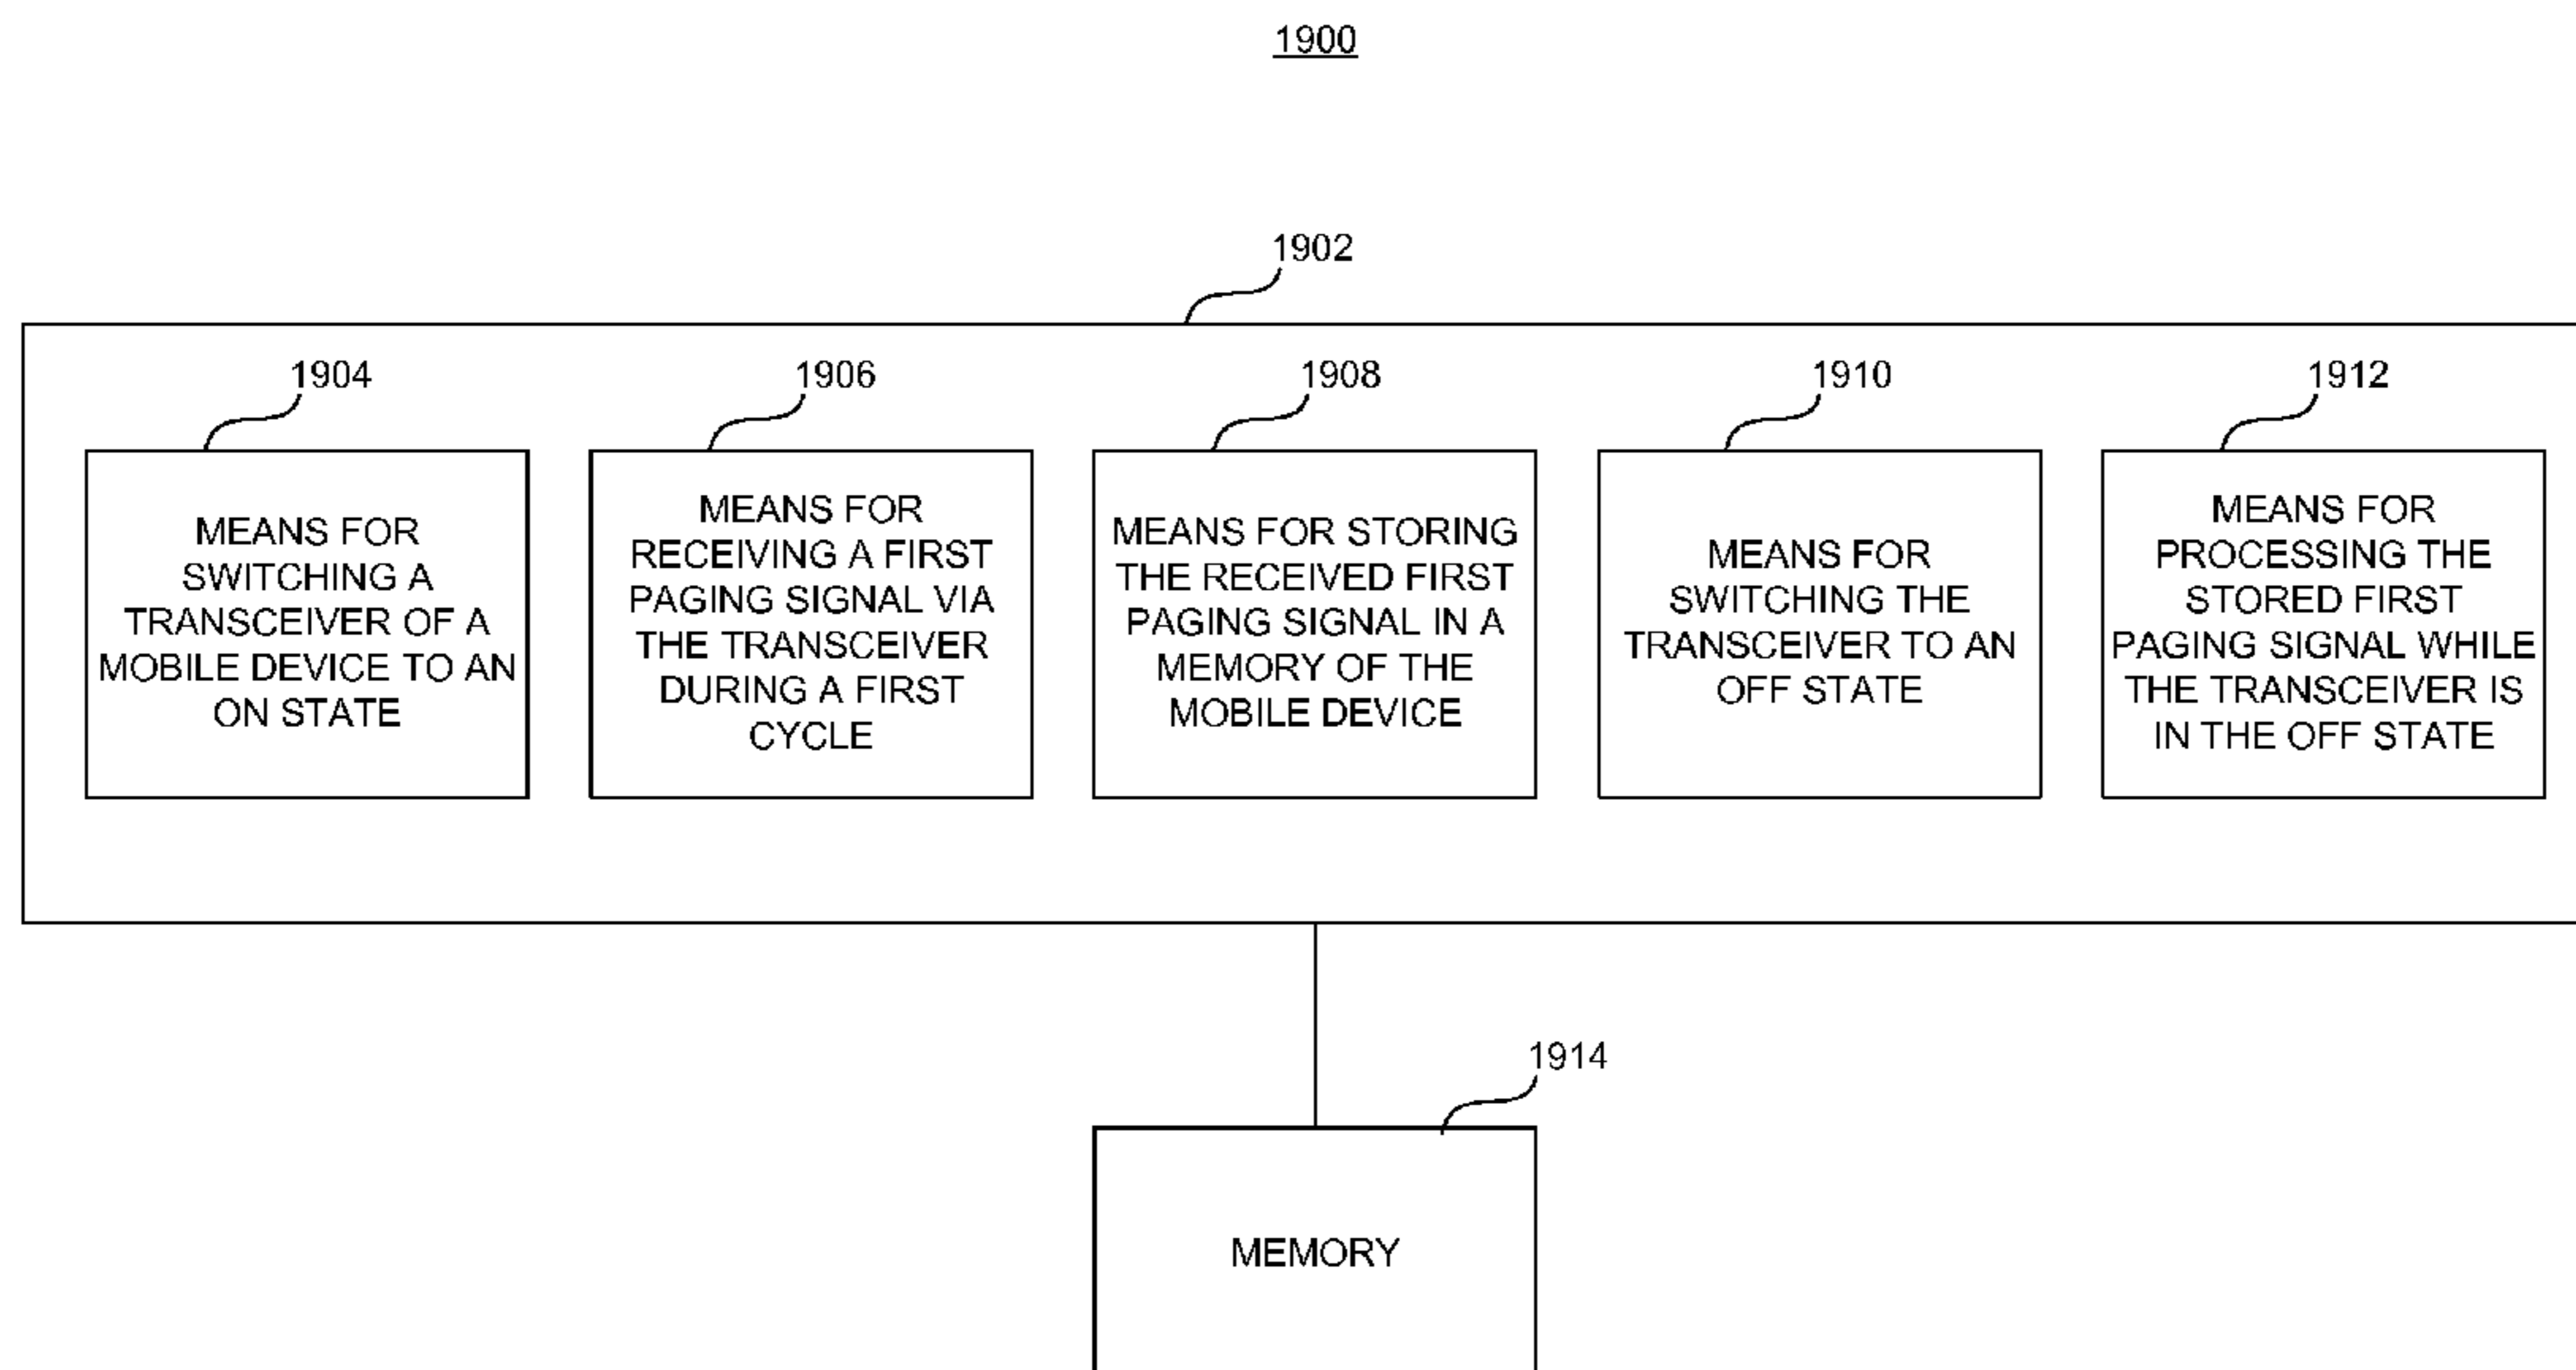 1900
1902
1904
1906
1908
1910
1912
MEANS FOR
SWITCHING A
TRANSCEIVER OF A
MOBILE DEVICE TO AN
ON STATE
MEANS FOR
RECEIVING A FIRST
PAGING SIGNAL VIA
THE TRANSCEIVER
DURING A FIRST
CYCLE
MEANS FOR STORING
THE RECEIVED FIRST
PAGING SIGNAL IN A
MEMORY OF THE
MOBILE DEVICE
MEANS FOR
SWITCHING THE
TRANSCEIVER TO AN
OFF STATE
MEANS FOR
PROCESSING THE
STORED FIRST
PAGING SIGNAL WHILE
THE TRANSCEIVER IS
IN THE OFF STATE
1914
MEMORY